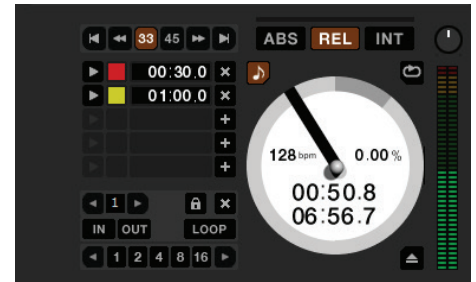 33 45 ABS REL INT
00:30.0
01:00.0
128 bpm 0.00 %
00:50.8
06:56.7
1
IN OUT LOOP
1 2 4 8 16